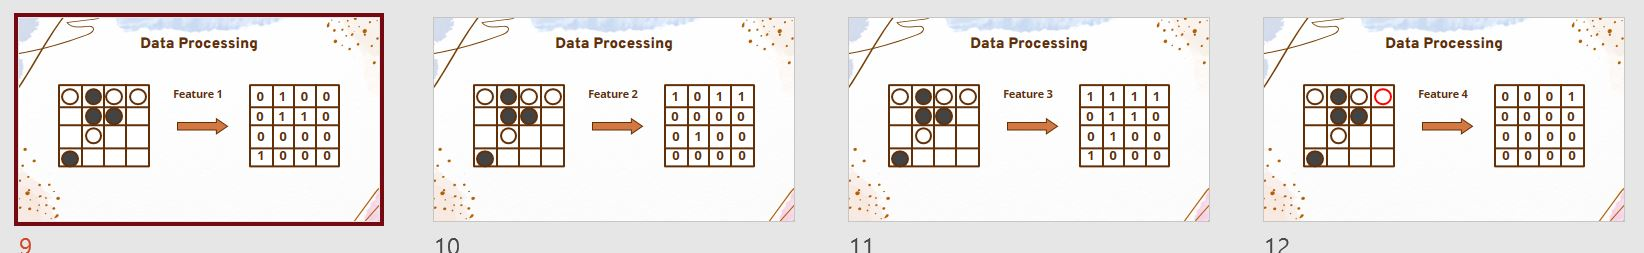 Data Processing
Feature 1
0 1 0 0
0 1 1 0
0 0 0 0
1 0 0 0
9
Data Processing
Feature 2
1 0 1 1
0 0 0 0
0 1 0 0
0 0 0 0
10
Data Processing
Feature 3
1 1 1 1
0 1 1 0
0 1 0 0
1 0 0 0
11
Data Processing
Feature 4
0 0 0 1
0 0 0 0
0 0 0 0
0 0 0 0
12